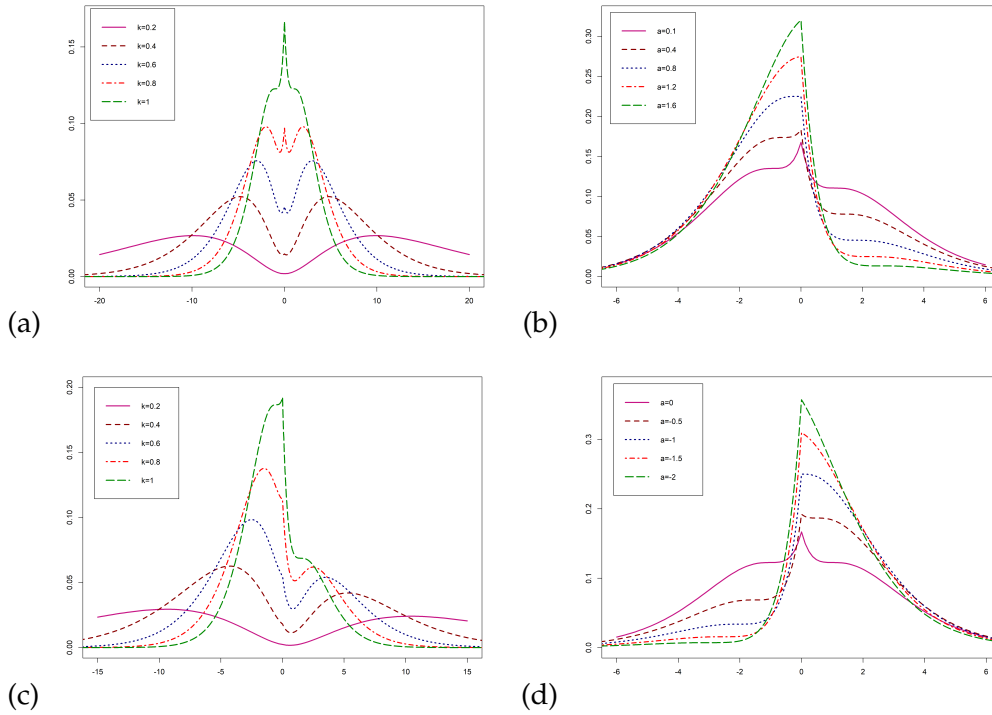 k=0.2
k=0.4
k=0.6
k=0.8
k=1
0.00 0.05 0.10 0.15
-20 -10 0 10 20
(a)
a=0.1
a=0.4
a=0.8
a=1.2
a=1.6
0.00 0.05 0.10 0.15 0.20 0.25 0.30
-6 -4 -2 0 2 4 6
(b)
k=0.2
k=0.4
k=0.6
k=0.8
k=1
0.00 0.05 0.10 0.15 0.20
-15 -10 -5 0 5 10 15
(c)
a=0
a=-0.5
a=-1
a=-1.5
a=-2
0.0 0.1 0.2 0.3
-6 -4 -2 0 2 4 6
(d)